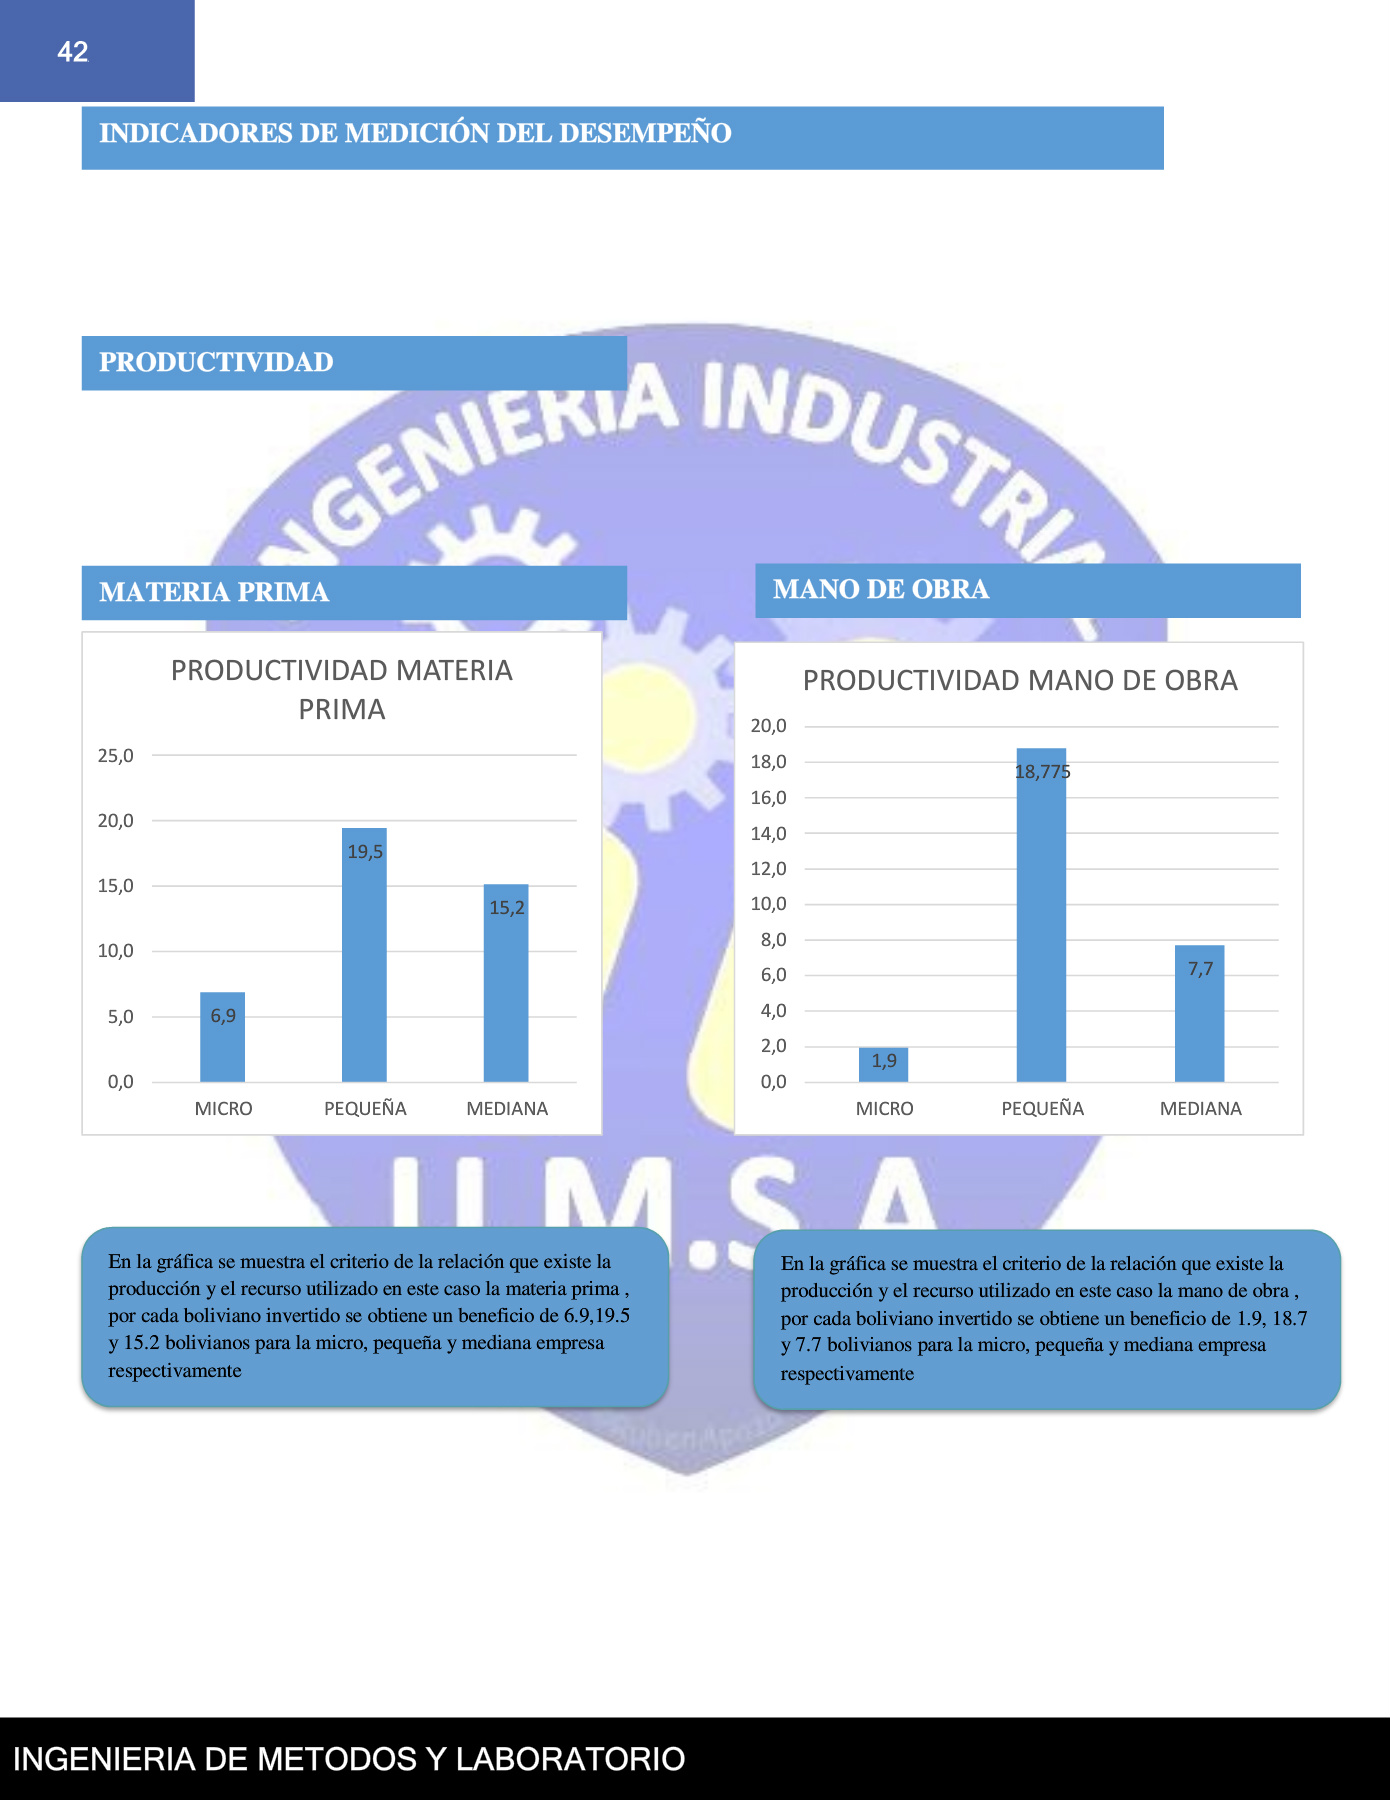 42
INDICADORES DE MEDICIÓN DEL DESEMPEÑO
PRODUCTIVIDAD
INGENIERIA INDUSTRIAL
MATERIA PRIMA
PRODUCTIVIDAD MATERIA
PRIMA
25,0
20,0
15,0
10,0
5,0
0,0
6,9
19,5
15,2
MICRO PEQUEÑA MEDIANA
MANO DE OBRA
PRODUCTIVIDAD MANO DE OBRA
20,0
18,0
16,0
14,0
12,0
10,0
8,0
6,0
4,0
2,0
0,0
1,9
18,775
7,7
MICRO PEQUEÑA MEDIANA
U.M.S.A
En la gráfica se muestra el criterio de la relación que existe la
producción y el recurso utilizado en este caso la materia prima ,
por cada boliviano invertido se obtiene un beneficio de 6.9,19.5
y 15.2 bolivianos para la micro, pequeña y mediana empresa
respectivamente
En la gráfica se muestra el criterio de la relación que existe la
producción y el recurso utilizado en este caso la mano de obra ,
por cada boliviano invertido se obtiene un beneficio de 1.9, 18.7
y 7.7 bolivianos para la micro, pequeña y mediana empresa
respectivamente
INGENIERIA DE METODOS Y LABORATORIO